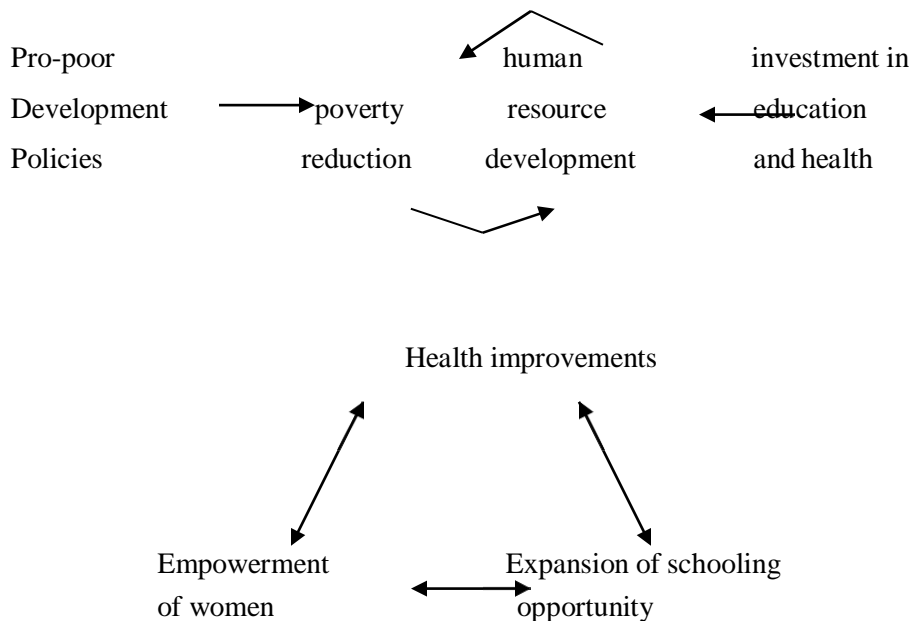 Pro-poor human investment in
Development poverty resource education
Policies reduction development and health
Health improvements
Empowerment Expansion of schooling
of women opportunity